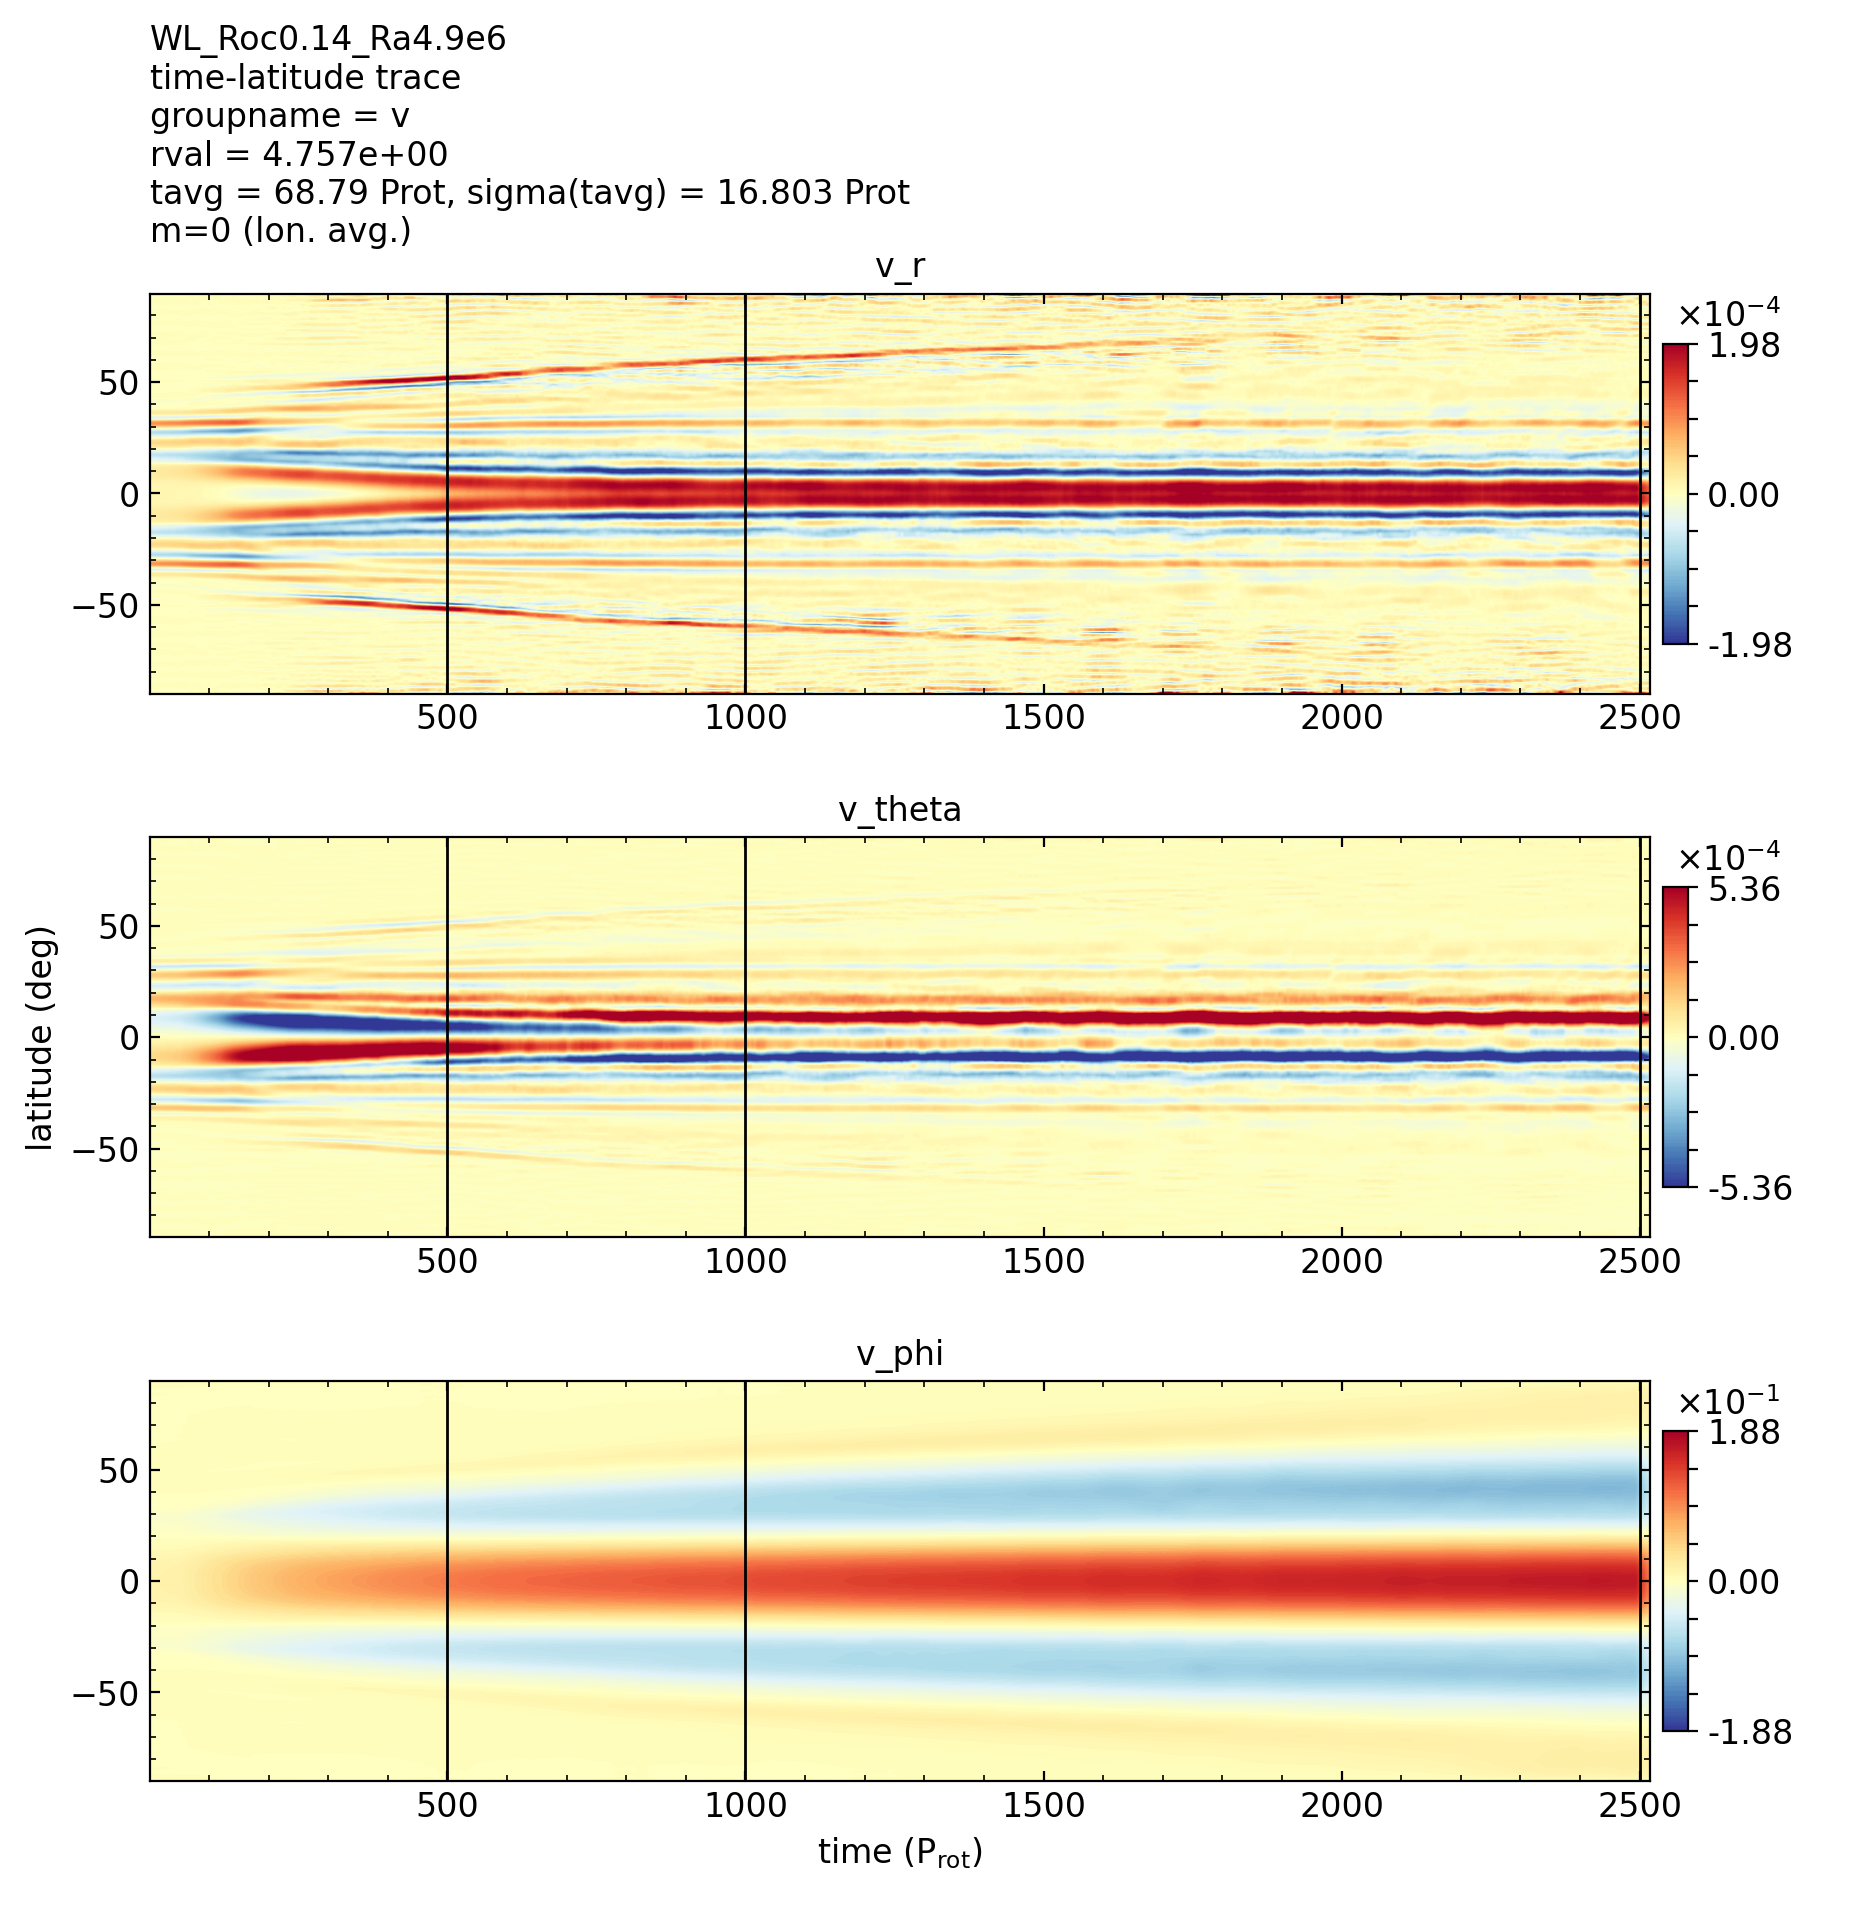 WL_Roc0.14_Ra4.9e6
time-latitude trace
groupname = v
rval = 4.757e+00
tavg = 68.79 Prot, sigma(tavg) = 16.803 Prot
m=0 (lon. avg.)
v_r
×10⁻⁴
1.98
0.00
-1.98
50
0
−50
500 1000 1500 2000 2500
v_theta
×10⁻⁴
5.36
0.00
-5.36
latitude (deg)
50
0
−50
500 1000 1500 2000 2500
v_phi
×10⁻¹
1.88
0.00
-1.88
50
0
−50
500 1000 1500 2000 2500
time (P_rot)